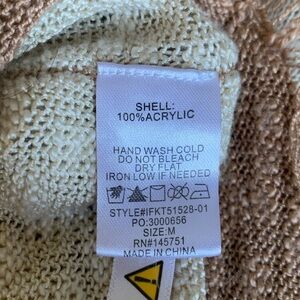 SHELL:
100%ACRYLIC
HAND WASH COLD
DO NOT BLEACH
DRY FLAT
IRON LOW IF NEEDED
STYLE#IFKT51528-01
PO:3000656
SIZE:M
RN#145751
MADE IN CHINA